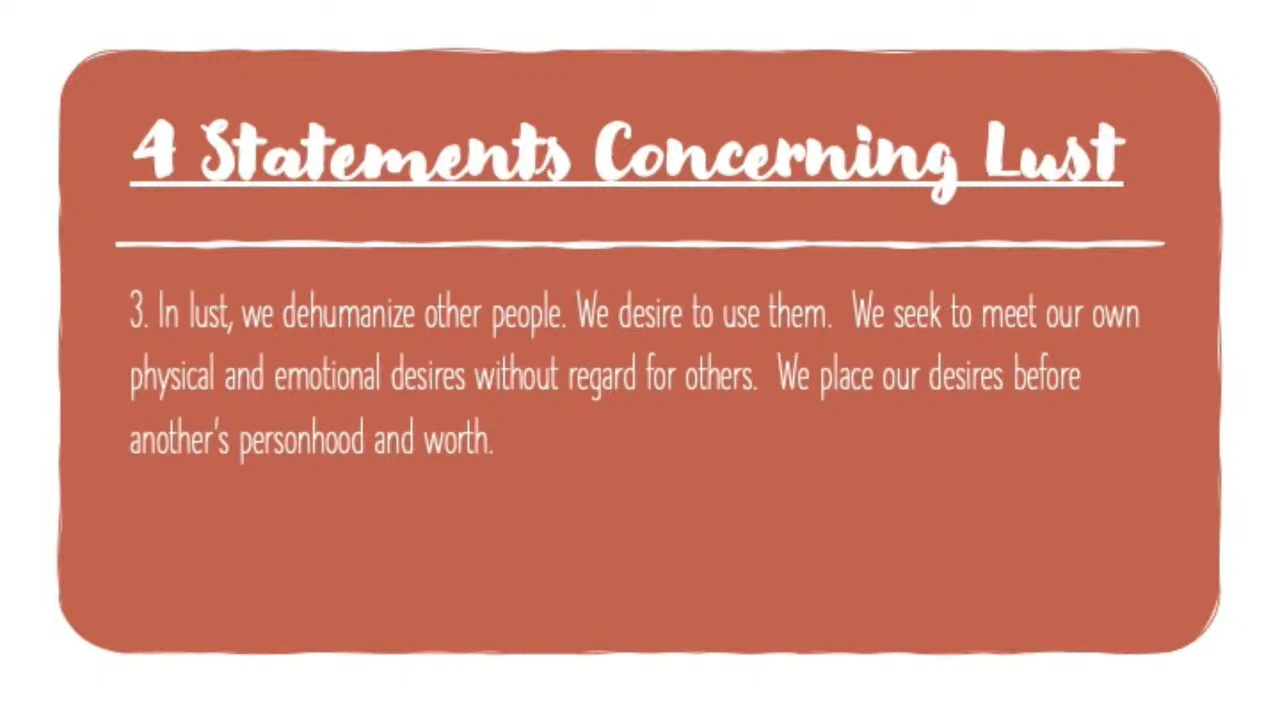 4 Statements Concerning Lust
3. In lust, we dehumanize other people. We desire to use them.  We seek to meet our own
physical and emotional desires without regard for others.  We place our desires before
another's personhood and worth.